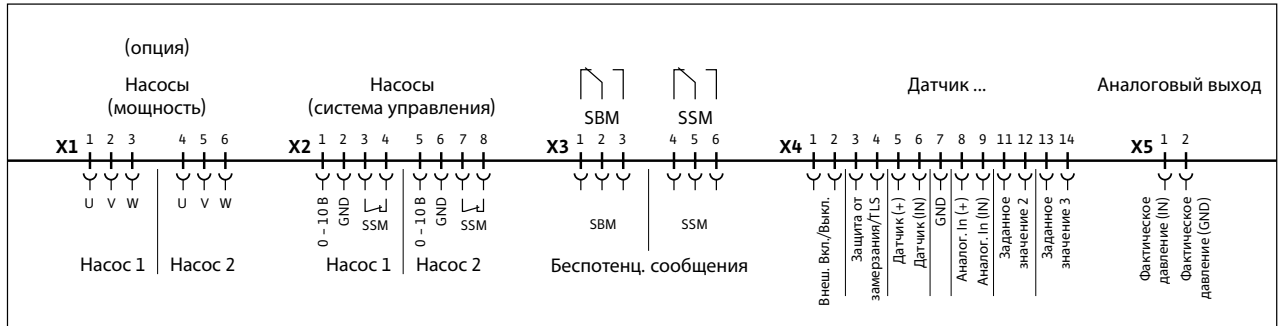 (опция)
Насосы
(мощность)
Насосы
(система управления)
SBM
SSM
Датчик ...
Аналоговый выход
X1 1 2 3 4 5 6
X2 1 2 3 4 5 6 7 8
X3 1 2 3 4 5 6
X4 1 2 3 4 5 6 7 8 9 11 12 13 14
X5 1 2
U V W U V W
0 – 10 В
GND
SSM
0 – 10 В
GND
SSM
SBM
SSM
Внеш. Вкл./Выкл.
Защита от
замерзания/TLS
Датчик (+)
Датчик (IN)
GND
Аналог. In (+)
Аналог. In (IN)
Заданное
значение 2
Заданное
значение 3
Фактическое
давление (IN)
Фактическое
давление (GND)
Насос 1 Насос 2
Насос 1 Насос 2
Беспотенц. сообщения